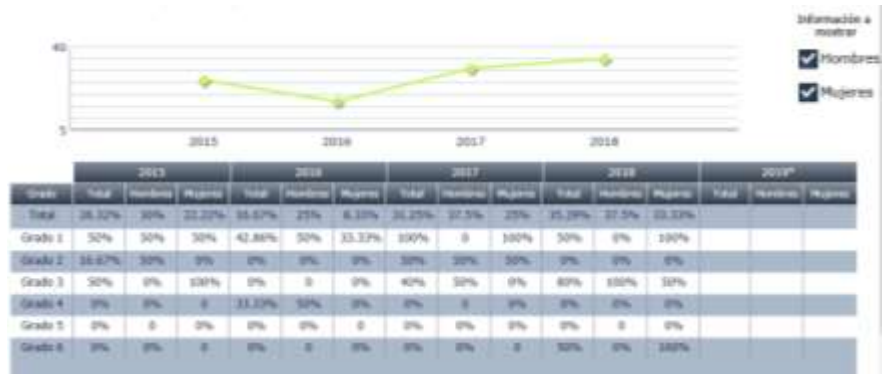 Información a mostrar
40
Hombres
Mujeres
5
2015 2016 2017 2018
2015 2016 2017 2018 2019*
Grado Total Hombres Mujeres Total Hombres Mujeres Total Hombres Mujeres Total Hombres Mujeres Total Hombres Mujeres
Total 30% 22.22% 16.67% 25% 8.33% 31.25% 37.5% 25% 35.29% 37.5% 33.33%
Grado 1 50% 50% 50% 42.86% 50% 33.33% 100% 0 100% 50% 0% 100%
Grado 2 16.67% 50% 0% 0% 0% 0% 50% 50% 50% 0% 0% 0%
Grado 3 50% 0% 100% 0% 0 0% 40% 50% 0% 80% 100% 50%
Grado 4 0% 0% 0 33.33% 50% 0% 0% 0 0% 0% 0% 0%
Grado 5 0% 0 0% 0% 0% 0 0% 0% 0% 0% 0 0%
Grado 6 0% 0% 0 0% 0 0% 0% 0% 0 50% 0% 100%